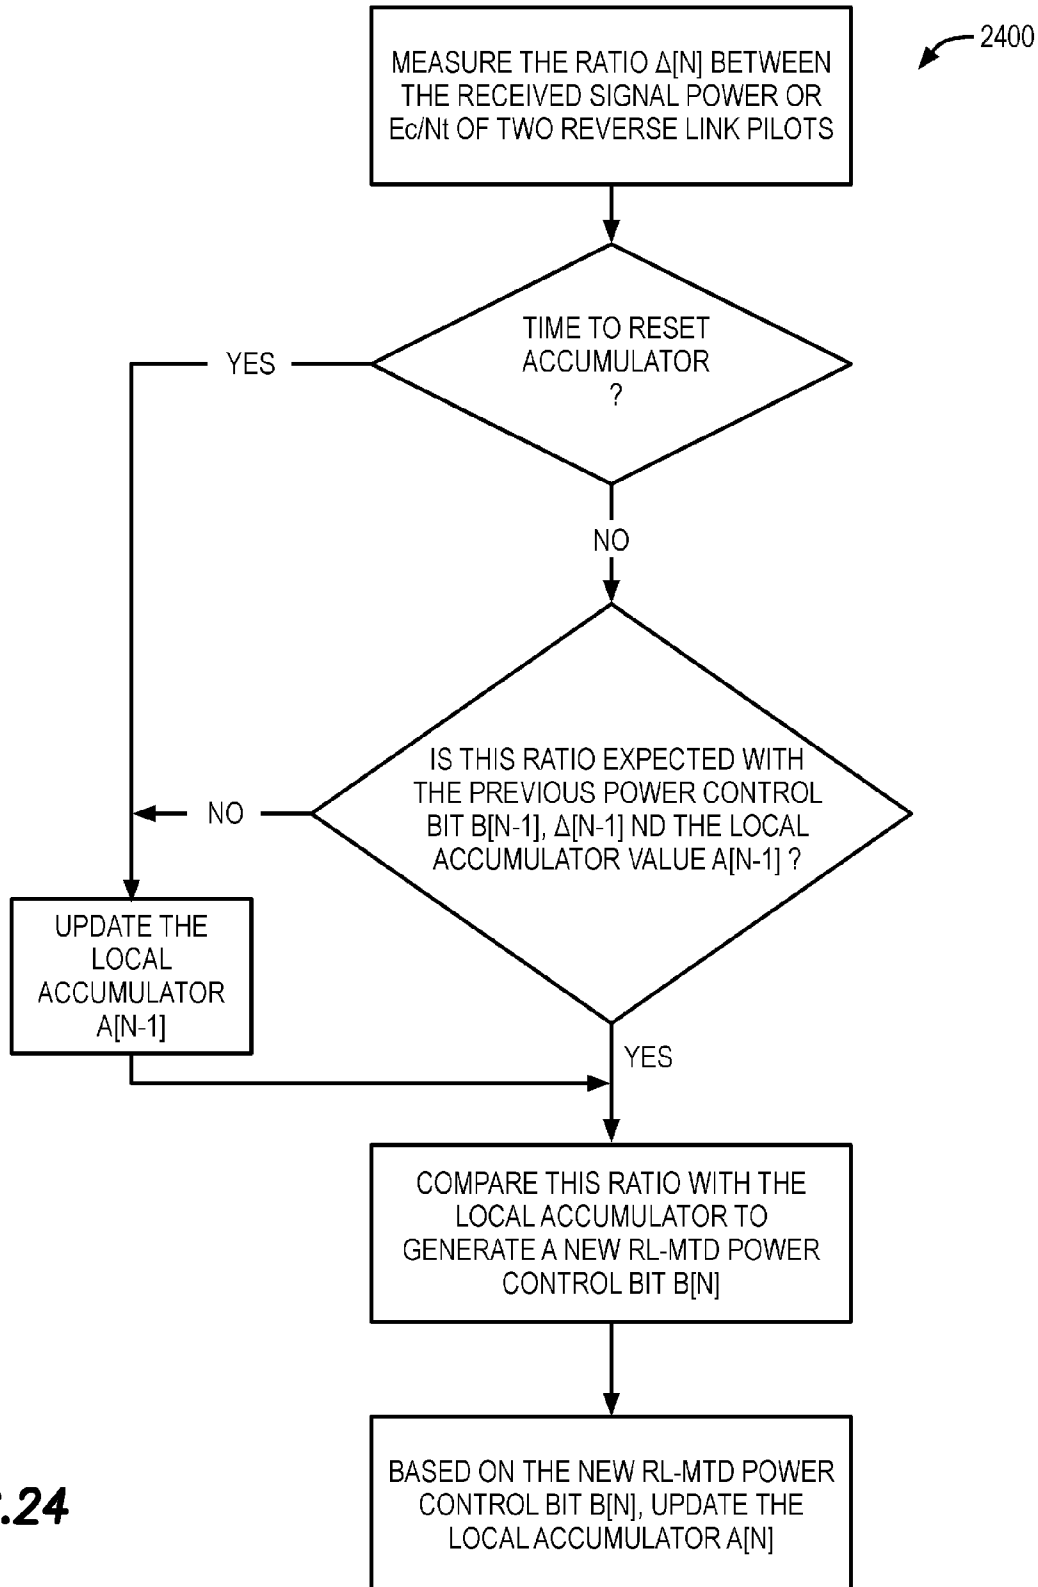 2400
MEASURE THE RATIO Δ[N] BETWEEN
THE RECEIVED SIGNAL POWER OR
Ec/Nt OF TWO REVERSE LINK PILOTS
TIME TO RESET
ACCUMULATOR
?
YES
NO
IS THIS RATIO EXPECTED WITH
THE PREVIOUS POWER CONTROL
BIT B[N-1], Δ[N-1] ND THE LOCAL
ACCUMULATOR VALUE A[N-1] ?
NO
UPDATE THE
LOCAL
ACCUMULATOR
A[N-1]
YES
COMPARE THIS RATIO WITH THE
LOCAL ACCUMULATOR TO
GENERATE A NEW RL-MTD POWER
CONTROL BIT B[N]
BASED ON THE NEW RL-MTD POWER
CONTROL BIT B[N], UPDATE THE
LOCAL ACCUMULATOR A[N]
.24